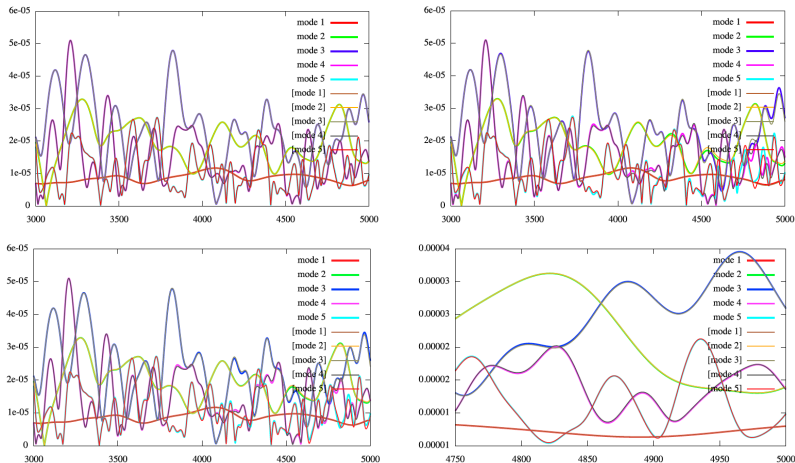 6e-05
5e-05
4e-05
3e-05
2e-05
1e-05
0
3000
3500
4000
4500
5000
mode 1
mode 2
mode 3
mode 4
mode 5
[mode 1]
[mode 2]
[mode 3]
[mode 4]
[mode 5]
6e-05
5e-05
4e-05
3e-05
2e-05
1e-05
0
3000
3500
4000
4500
5000
mode 1
mode 2
mode 3
mode 4
mode 5
[mode 1]
[mode 2]
[mode 3]
[mode 4]
[mode 5]
6e-05
5e-05
4e-05
3e-05
2e-05
1e-05
0
3000
3500
4000
4500
5000
mode 1
mode 2
mode 3
mode 4
mode 5
[mode 1]
[mode 2]
[mode 3]
[mode 4]
[mode 5]
0.00004
0.00003
0.00003
0.00002
0.00002
0.00001
0.00001
4750
4800
4850
4900
4950
5000
mode 1
mode 2
mode 3
mode 4
mode 5
[mode 1]
[mode 2]
[mode 3]
[mode 4]
[mode 5]